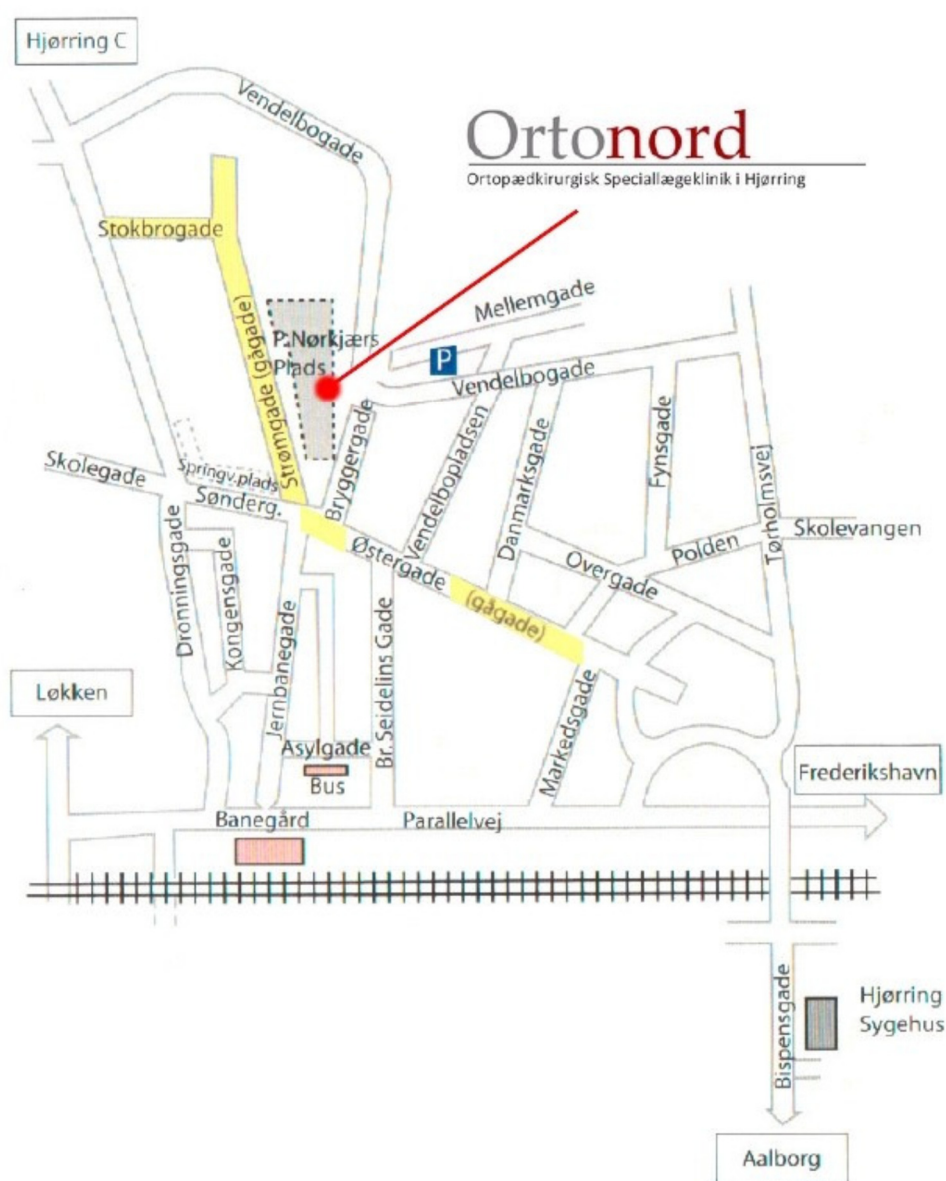 Hjørring C
Vendelbogade
Ortonord
Ortopædkirurgisk Speciallægeklinik i Hjørring
Stokbrogade
Mellemgade
Strømgade (gågade)
P.Nørkjærs
Plads
P
Vendelbogade
Bryggergade
Vendelbopladsen
Danmarksgade
Fynsgade
Tørholmsvej
Skolegade
Springv.plads
Sønderg.
Østergade
(gågade)
Overgade
Polden
Skolevangen
Dronningsgade
Kongensgade
Jernbanegade
Br. Seidelins Gade
Markedsgade
Løkken
Asylgade
Bus
Frederikshavn
Banegård
Parallelvej
Bispensgade
Hjørring
Sygehus
Aalborg